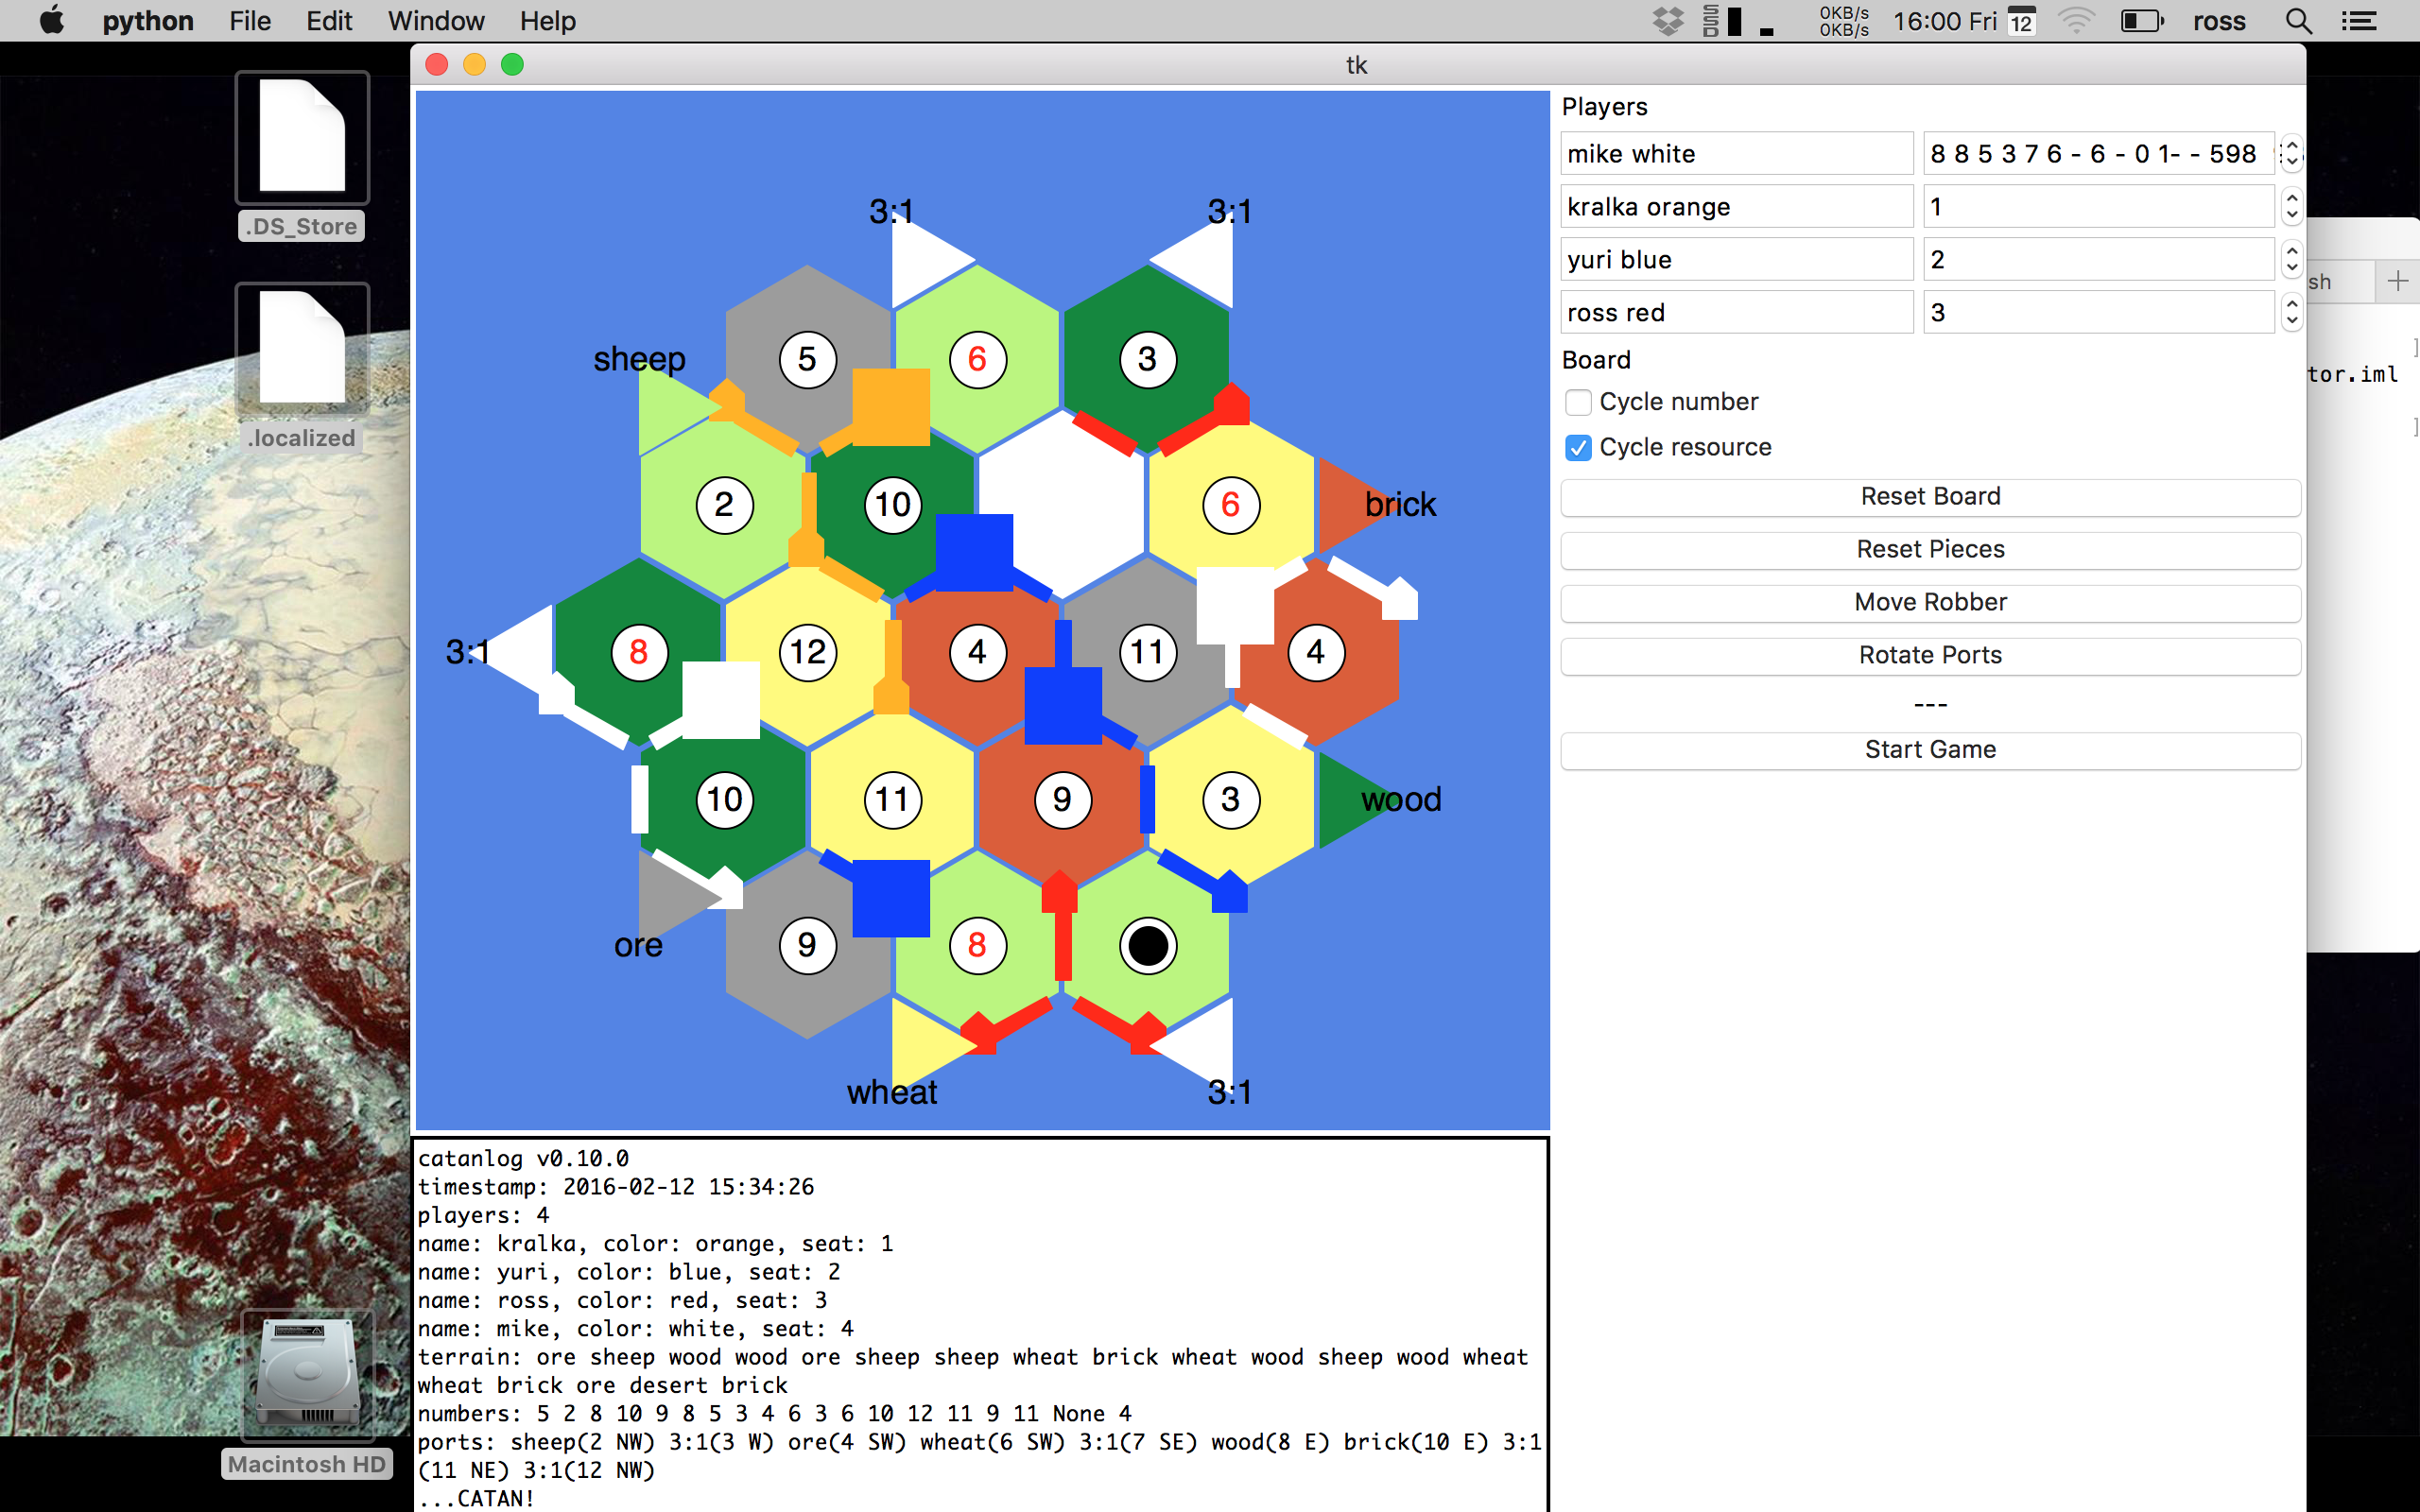 python File Edit Window Help
SSD 0KB/s 0KB/s 16:00 Fri 12 ross
tk
.DS_Store
.localized
Macintosh HD
3:1 3:1
5 6 3
sheep
2 10 6 brick
3:1 8 12 4 11 4
10 11 9 3 wood
ore 9 8
wheat 3:1
Players
mike white 8 8 5 3 7 6 - 6 - 0 1- - 598
kralka orange 1
yuri blue 2
ross red 3
Board
Cycle number
Cycle resource
Reset Board
Reset Pieces
Move Robber
Rotate Ports
---
Start Game
sh
tor.iml
catanlog v0.10.0
timestamp: 2016-02-12 15:34:26
players: 4
name: kralka, color: orange, seat: 1
name: yuri, color: blue, seat: 2
name: ross, color: red, seat: 3
name: mike, color: white, seat: 4
terrain: ore sheep wood wood ore sheep sheep wheat brick wheat wood sheep wood wheat
wheat brick ore desert brick
numbers: 5 2 8 10 9 8 5 3 4 6 3 6 10 12 11 9 11 None 4
ports: sheep(2 NW) 3:1(3 W) ore(4 SW) wheat(6 SW) 3:1(7 SE) wood(8 E) brick(10 E) 3:1
(11 NE) 3:1(12 NW)
...CATAN!